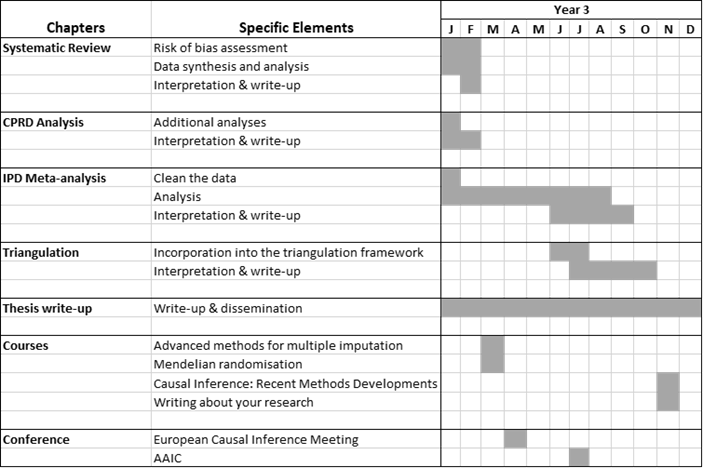 Year 3
Chapters Specific Elements J F M A M J J A S O N D
Systematic Review Risk of bias assessment
Data synthesis and analysis
Interpretation & write-up
CPRD Analysis Additional analyses
Interpretation & write-up
IPD Meta-analysis Clean the data
Analysis
Interpretation & write-up
Triangulation Incorporation into the triangulation framework
Interpretation & write-up
Thesis write-up Write-up & dissemination
Courses Advanced methods for multiple imputation
Mendelian randomisation
Causal Inference: Recent Methods Developments
Writing about your research
Conference European Causal Inference Meeting
AAIC